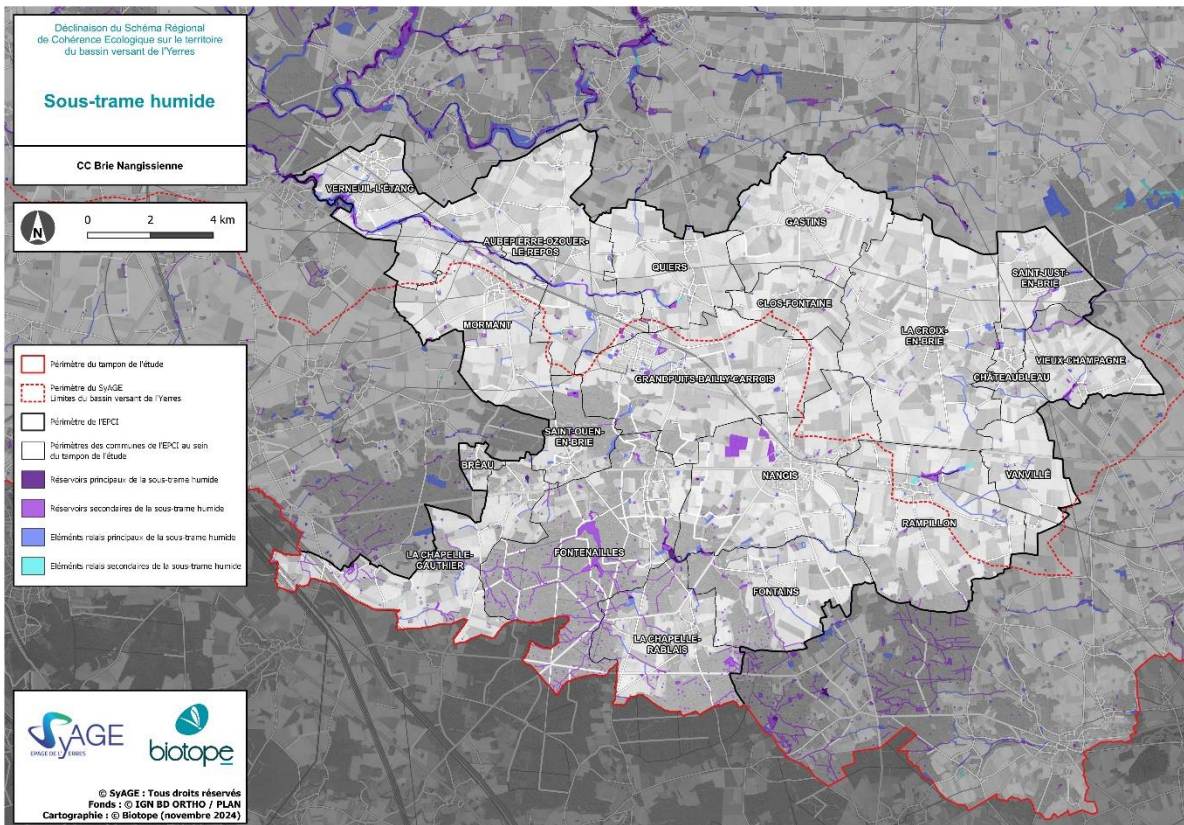 Déclinaison du Schéma Régional
de Cohérence Ecologique sur le territoire
du bassin versant de l'Yerres
Sous-trame humide
CC Brie Nangissienne
N
0 2 4 km
Périmètre du tampon de l'étude
Périmètre du SyAGE
Limites du bassin versant de l'Yerres
Périmètre de l'EPCI
Périmètres des communes de l'EPCI au sein
du tampon de l'étude
Réservoirs principaux de la sous-trame humide
Réservoirs secondaires de la sous-trame humide
Eléments relais principaux de la sous-trame humide
Eléments relais secondaires de la sous-trame humide
VERNEUIL-L'ÉTANG
AUBEPIERRE-OZOUER-
LE-REPOS
QUIERS
GASTINS
SAINT-JUST-
EN-BRIE
CLOS-FONTAINE
MORMANT
LA CROIX-
EN-BRIE
VIEUX-CHAMPAGNE
CHÂTEAUBLEAU
GRANDPUITS-BAILLY-CARROIS
SAINT-OUEN-
EN-BRIE
BRÉAU
NANGIS
VANVILLÉ
RAMPILLON
FONTENAILLES
LA CHAPELLE-
GAUTHIER
FONTAINS
LA CHAPELLE-
RABLAIS
SyAGE
EPAGE DE L'YERRES
biotope
© SyAGE : Tous droits réservés
Fonds : © IGN BD ORTHO / PLAN
Cartographie : © Biotope (novembre 2024)